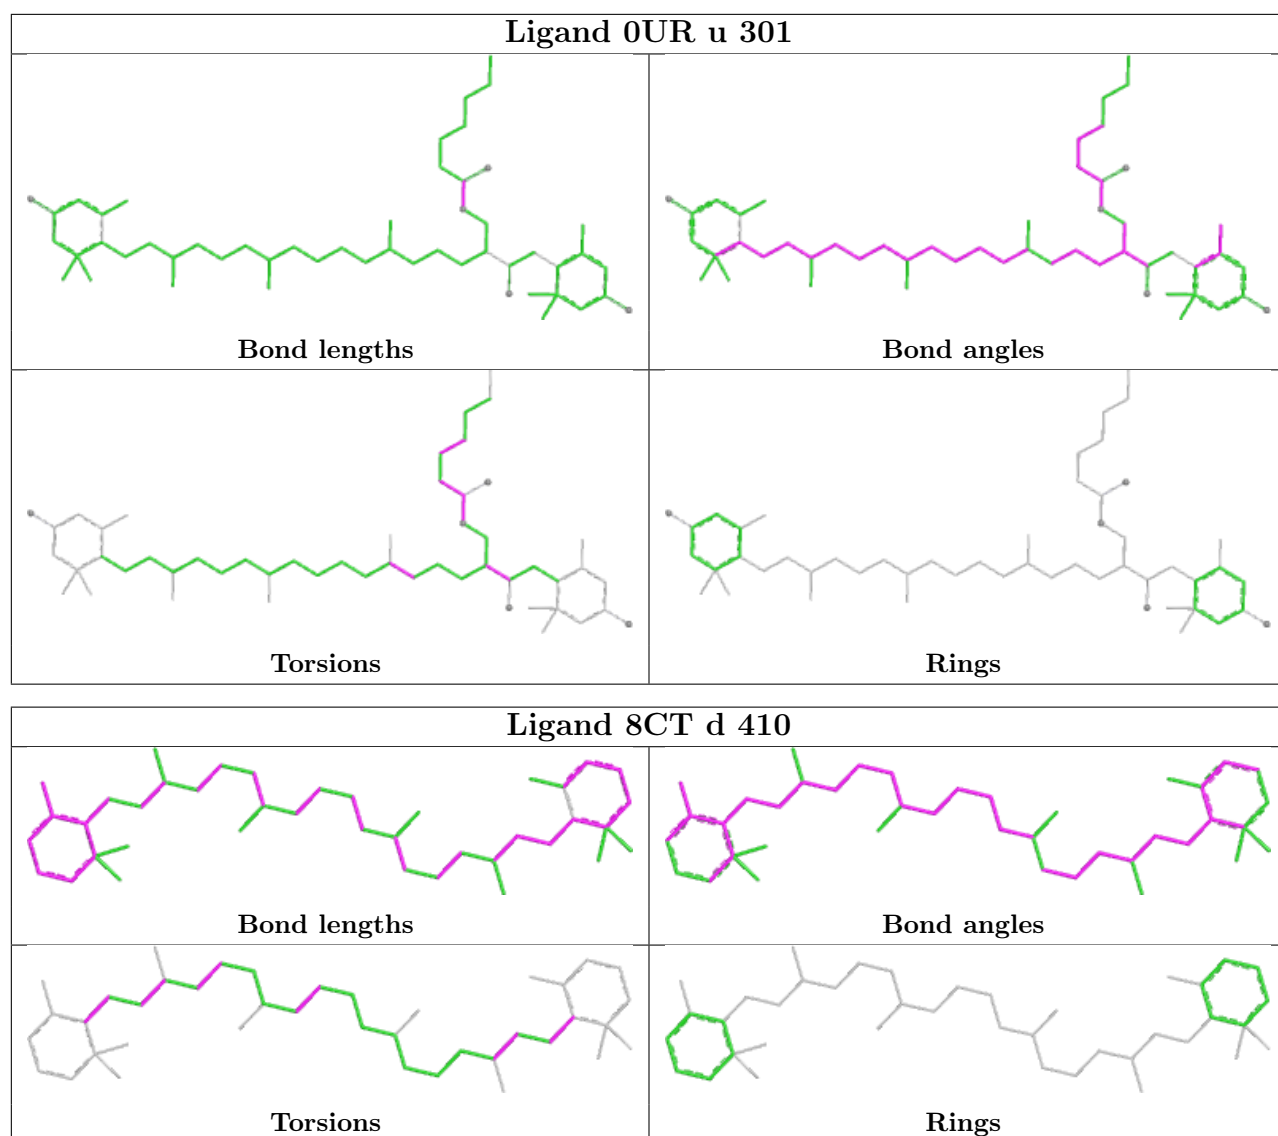 Ligand 0UR u 301
Bond lengths
Bond angles
Torsions
Rings
Ligand 8CT d 410
Bond lengths
Bond angles
Torsions
Rings